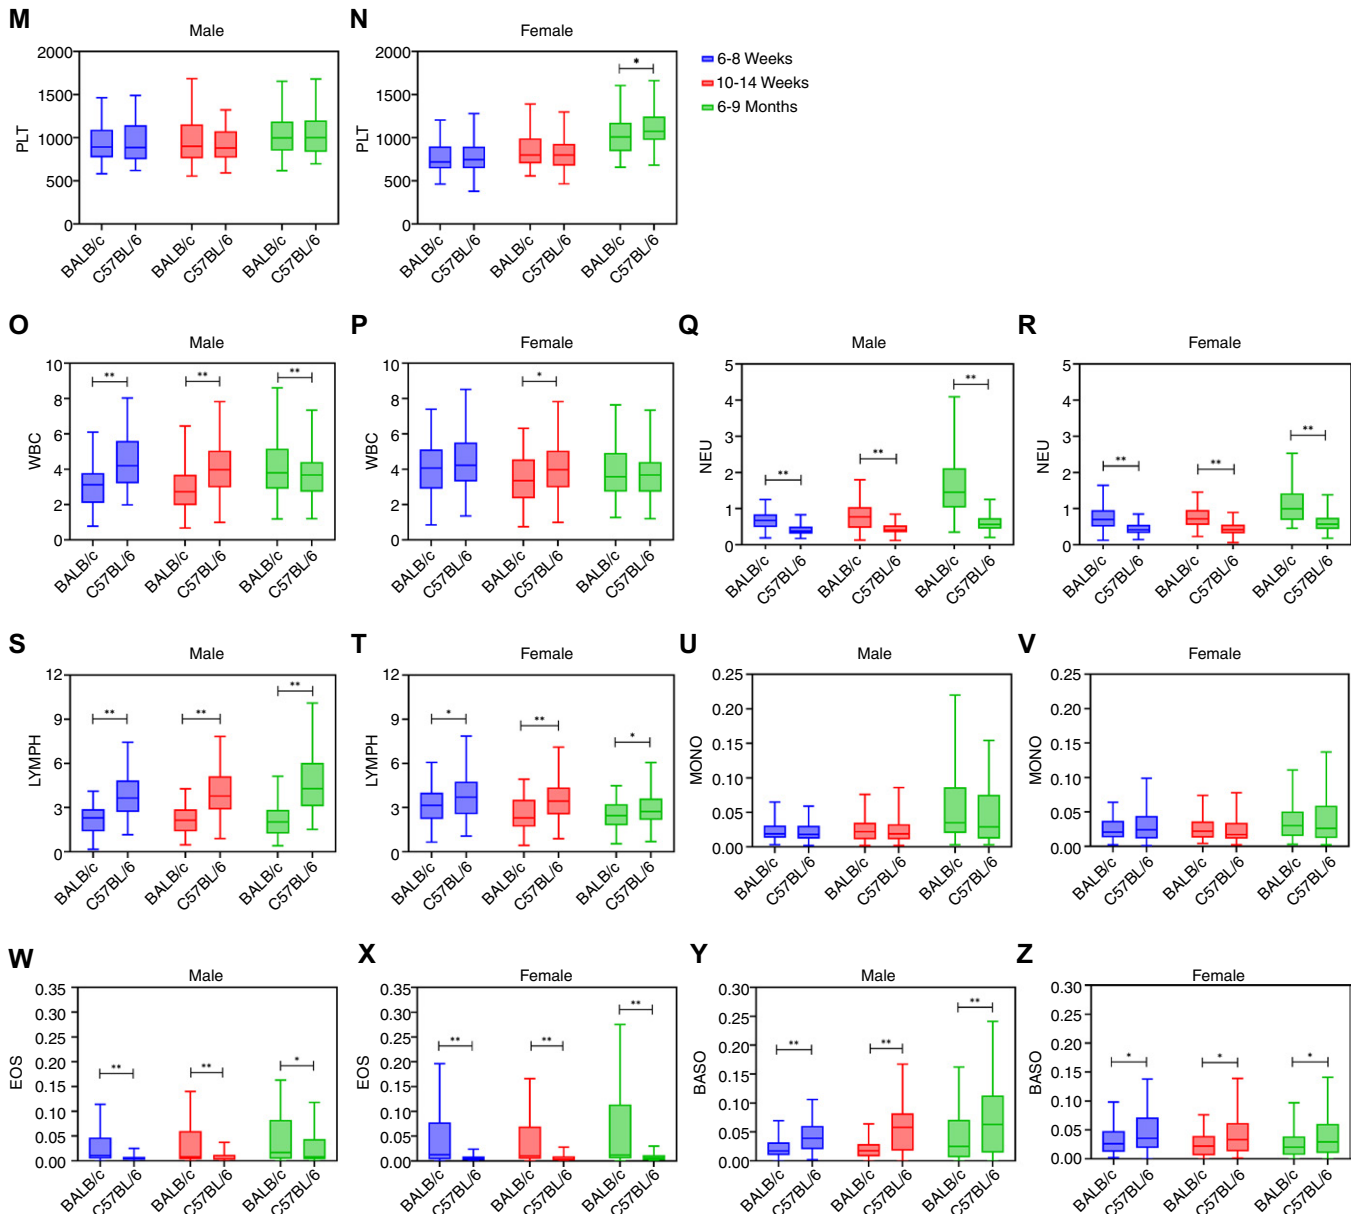 M
Male
2000
1500
1000
500
0
PLT
BALB/c
C57BL/6
BALB/c
C57BL/6
BALB/c
C57BL/6
N
Female
2000
1500
1000
500
0
PLT
*
BALB/c
C57BL/6
BALB/c
C57BL/6
BALB/c
C57BL/6
6-8 Weeks
10-14 Weeks
6-9 Months
O
Male
10
8
6
4
2
0
WBC
**
**
**
BALB/c
C57BL/6
BALB/c
C57BL/6
BALB/c
C57BL/6
P
Female
10
8
6
4
2
0
WBC
*
BALB/c
C57BL/6
BALB/c
C57BL/6
BALB/c
C57BL/6
Q
Male
5
4
3
2
1
0
NEU
**
**
**
BALB/c
C57BL/6
BALB/c
C57BL/6
BALB/c
C57BL/6
R
Female
5
4
3
2
1
0
NEU
**
**
**
BALB/c
C57BL/6
BALB/c
C57BL/6
BALB/c
C57BL/6
S
Male
12
9
6
3
0
LYMPH
**
**
**
BALB/c
C57BL/6
BALB/c
C57BL/6
BALB/c
C57BL/6
T
Female
12
9
6
3
0
LYMPH
*
**
*
BALB/c
C57BL/6
BALB/c
C57BL/6
BALB/c
C57BL/6
U
Male
0.25
0.20
0.15
0.10
0.05
0.00
MONO
BALB/c
C57BL/6
BALB/c
C57BL/6
BALB/c
C57BL/6
V
Female
0.25
0.20
0.15
0.10
0.05
0.00
MONO
BALB/c
C57BL/6
BALB/c
C57BL/6
BALB/c
C57BL/6
W
Male
0.35
0.30
0.25
0.20
0.15
0.10
0.05
0.00
EOS
**
**
*
BALB/c
C57BL/6
BALB/c
C57BL/6
BALB/c
C57BL/6
X
Female
0.35
0.30
0.25
0.20
0.15
0.10
0.05
0.00
EOS
**
**
**
BALB/c
C57BL/6
BALB/c
C57BL/6
BALB/c
C57BL/6
Y
Male
0.30
0.25
0.20
0.15
0.10
0.05
0.00
BASO
**
**
**
BALB/c
C57BL/6
BALB/c
C57BL/6
BALB/c
C57BL/6
Z
Female
0.30
0.25
0.20
0.15
0.10
0.05
0.00
BASO
*
*
*
BALB/c
C57BL/6
BALB/c
C57BL/6
BALB/c
C57BL/6